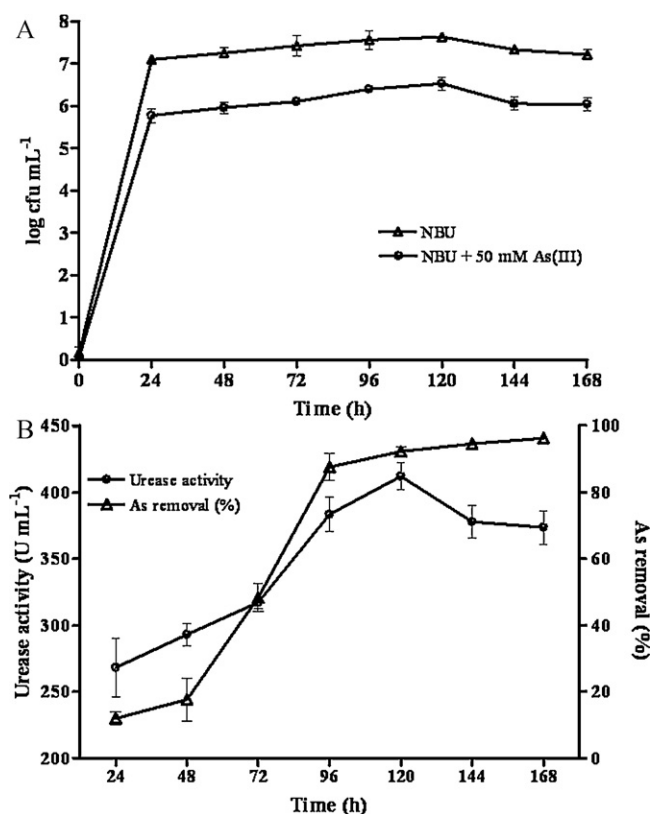 A
8
7
6
5
4
3
2
1
0
log cfu mL⁻¹
NBU
NBU + 50 mM As(III)
0 24 48 72 96 120 144 168
Time (h)
B
450
400
350
300
250
200
Urease activity (U mL⁻¹)
Urease activity
As removal (%)
100
80
60
40
20
0
As removal (%)
24 48 72 96 120 144 168
Time (h)